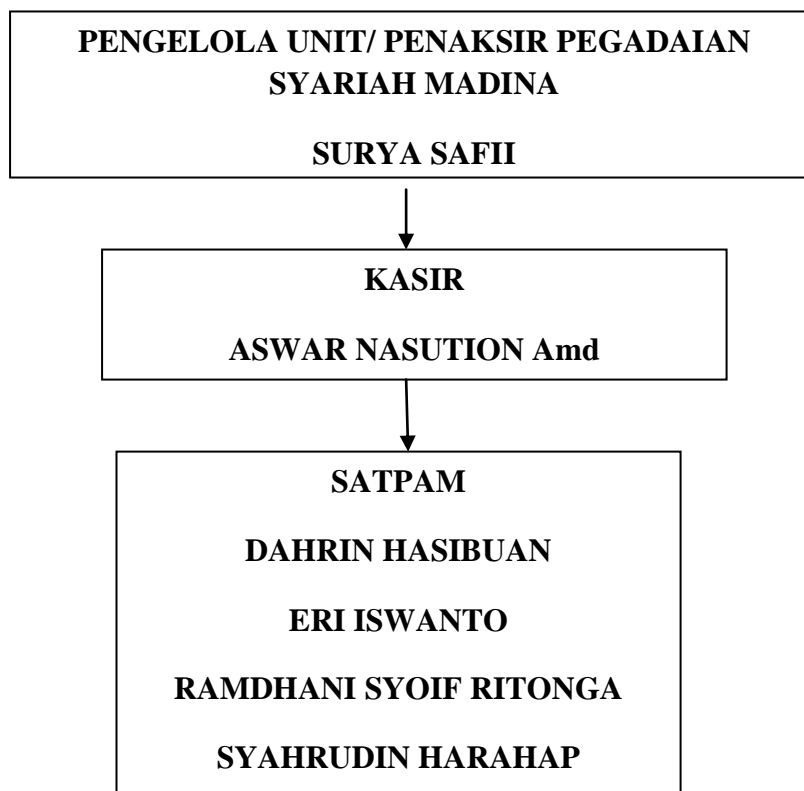 PENGELOLA UNIT/ PENAKSIR PEGADAIAN
SYARIAH MADINA
SURYA SAFII
KASIR
ASWAR NASUTION Amd
SATPAM
DAHRIN HASIBUAN
ERI ISWANTO
RAMDHANI SYOIF RITONGA
SYAHRUDIN HARAHAP